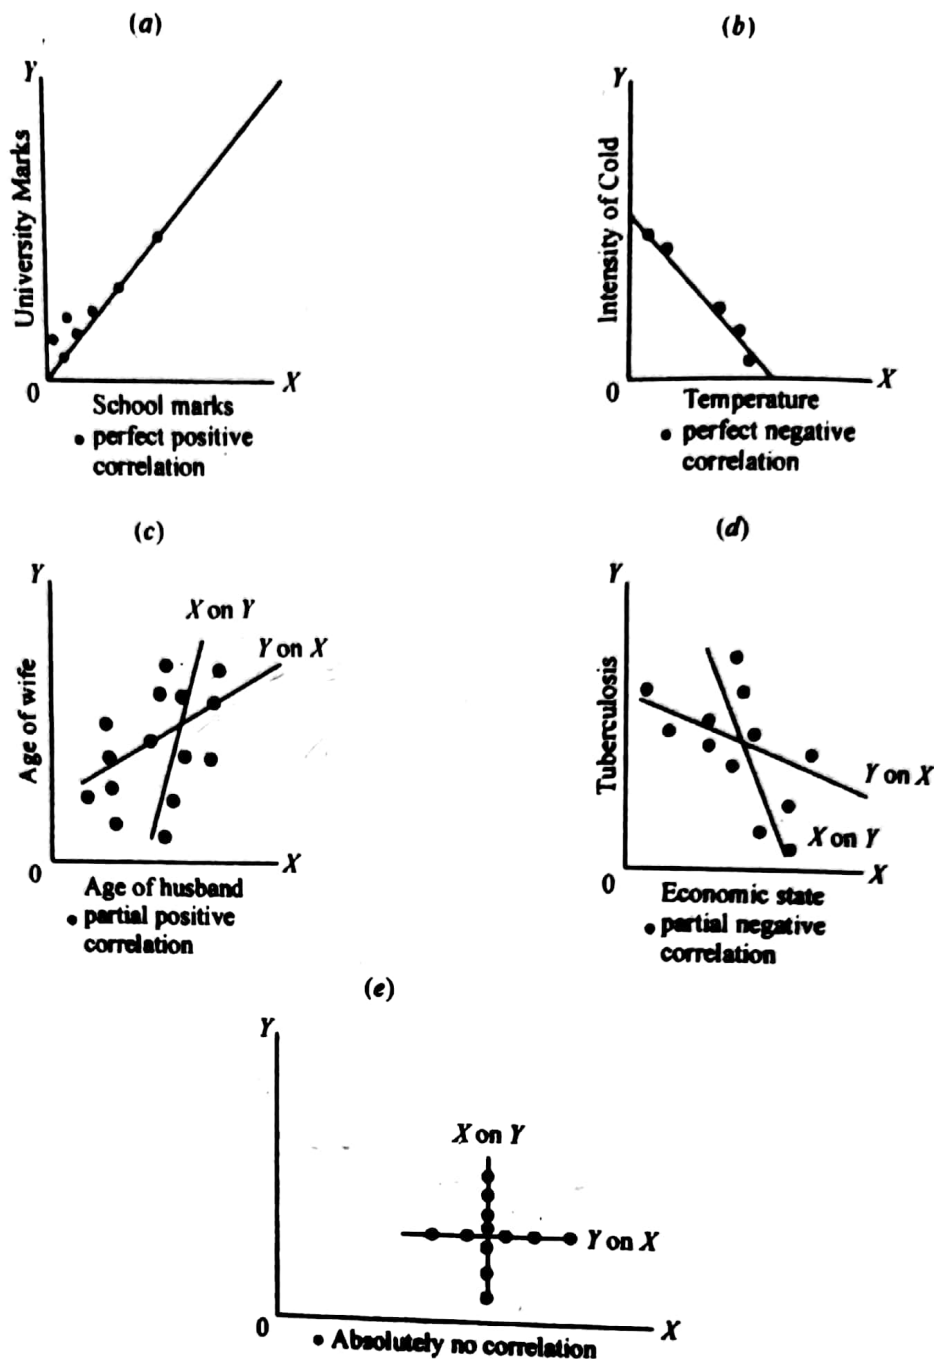 (a)
Y
University Marks
0
X
School marks
• perfect positive
correlation
(b)
Y
Intensity of Cold
0
X
Temperature
• perfect negative
correlation
(c)
Y
X on Y
Y on X
Age of wife
0
X
Age of husband
• partial positive
correlation
(d)
Y
Tuberculosis
Y on X
X on Y
0
X
Economic state
• partial negative
correlation
(e)
Y
X on Y
Y on X
0
X
• Absolutely no correlation